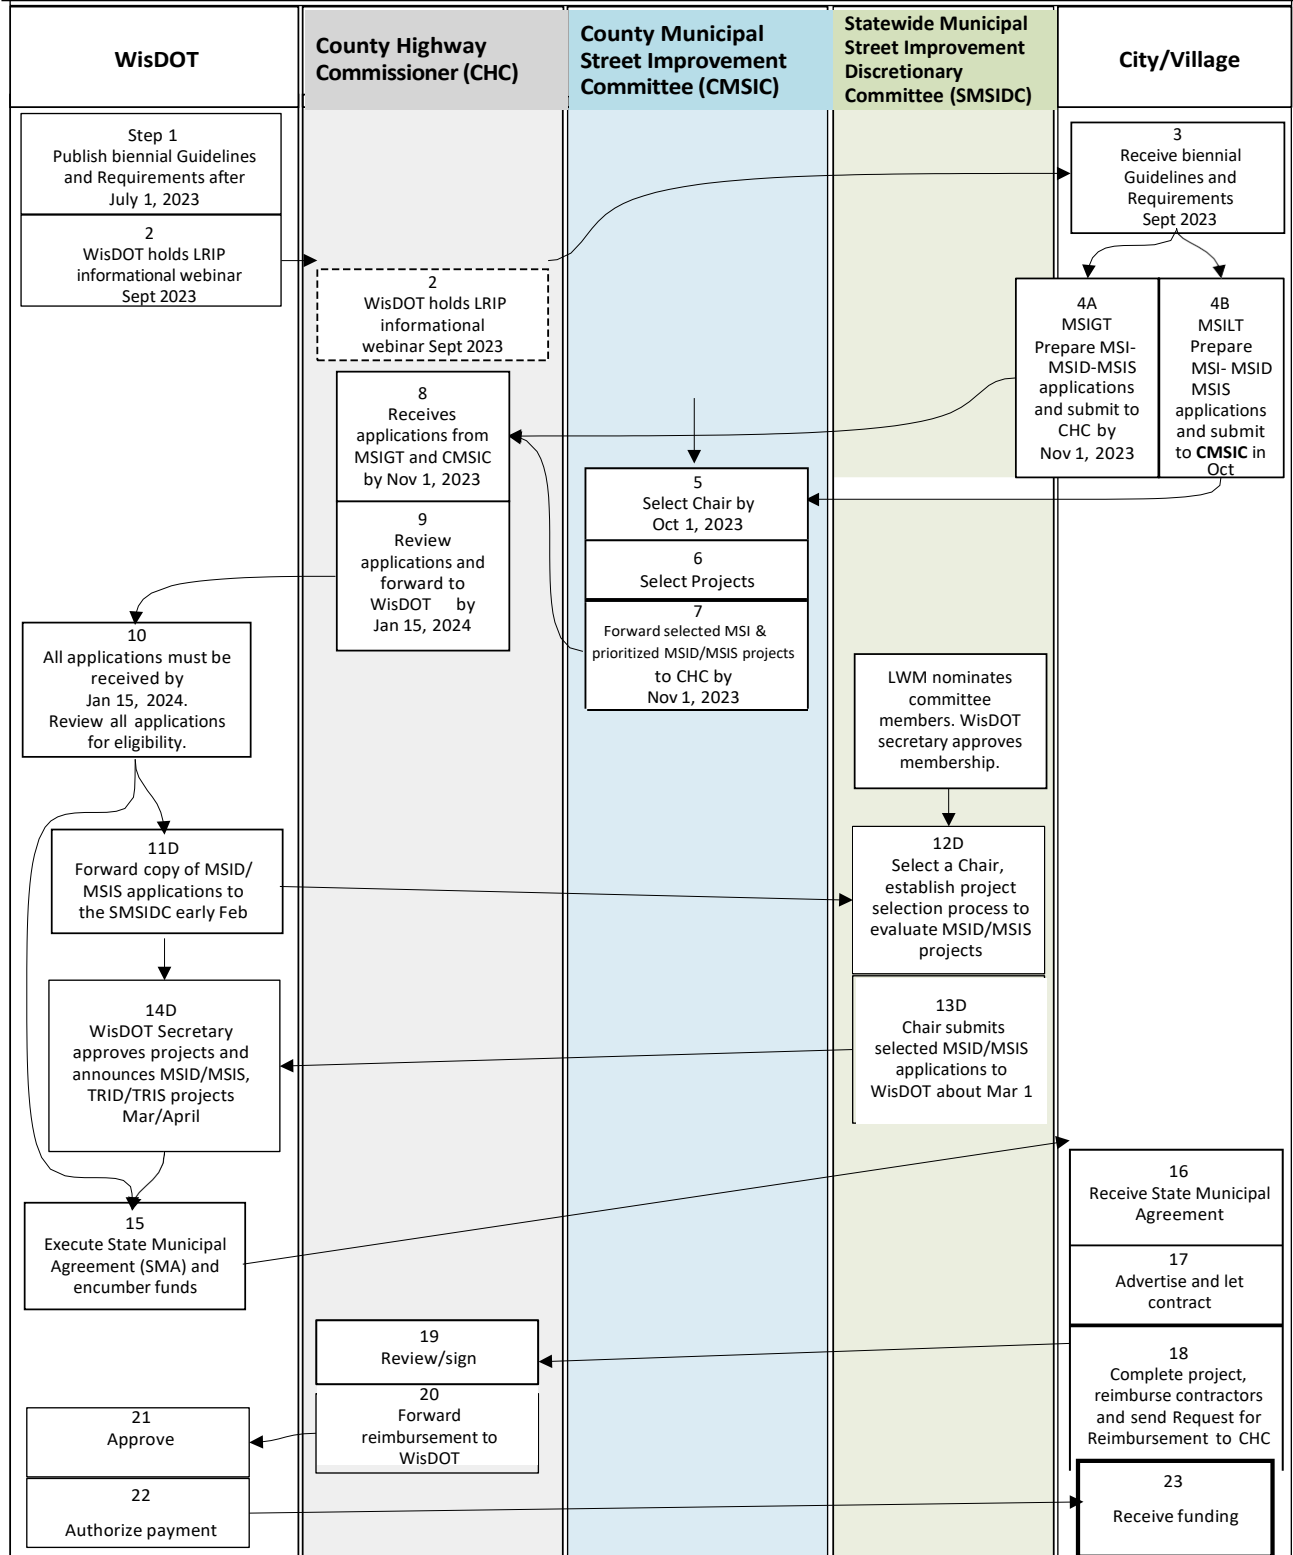 WisDOT
County Highway
Commissioner (CHC)
County Municipal
Street Improvement
Committee (CMSIC)
Statewide Municipal
Street Improvement
Discretionary
Committee (SMSIDC)
City/Village
Step 1
Publish biennial Guidelines
and Requirements after
July 1, 2023
2
WisDOT holds LRIP
informational webinar
Sept 2023
2
WisDOT holds LRIP
informational
webinar Sept 2023
3
Receive biennial
Guidelines and
Requirements
Sept 2023
4A
MSIGT
Prepare MSI-
MSID-MSIS
applications
and submit to
CHC by
Nov 1, 2023
4B
MSILT
Prepare
MSI- MSID
MSIS
applications
and submit
to CMSIC in
Oct
8
Receives
applications from
MSIGT and CMSIC
by Nov 1, 2023
9
Review
applications and
forward to
WisDOT by
Jan 15, 2024
5
Select Chair by
Oct 1, 2023
6
Select Projects
7
Forward selected MSI &
prioritized MSID/MSIS projects
to CHC by
Nov 1, 2023
10
All applications must be
received by
Jan 15, 2024.
Review all applications
for eligibility.
LWM nominates
committee
members. WisDOT
secretary approves
membership.
11D
Forward copy of MSID/
MSIS applications to
the SMSIDC early Feb
12D
Select a Chair,
establish project
selection process to
evaluate MSID/MSIS
projects
13D
Chair submits
selected MSID/MSIS
applications to
WisDOT about Mar 1
14D
WisDOT Secretary
approves projects and
announces MSID/MSIS,
TRID/TRIS projects
Mar/April
15
Execute State Municipal
Agreement (SMA) and
encumber funds
16
Receive State Municipal
Agreement
17
Advertise and let
contract
18
Complete project,
reimburse contractors
and send Request for
Reimbursement to CHC
19
Review/sign
20
Forward
reimbursement to
WisDOT
21
Approve
22
Authorize payment
23
Receive funding